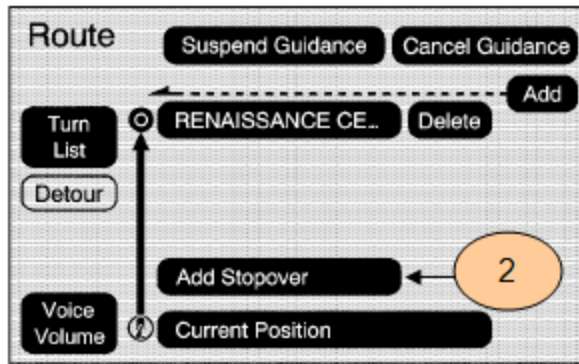 Route
Suspend Guidance
Cancel Guidance
Add
Turn
List
RENAISSANCE CE...
Delete
Detour
Add Stopover
2
Voice
Volume
Current Position